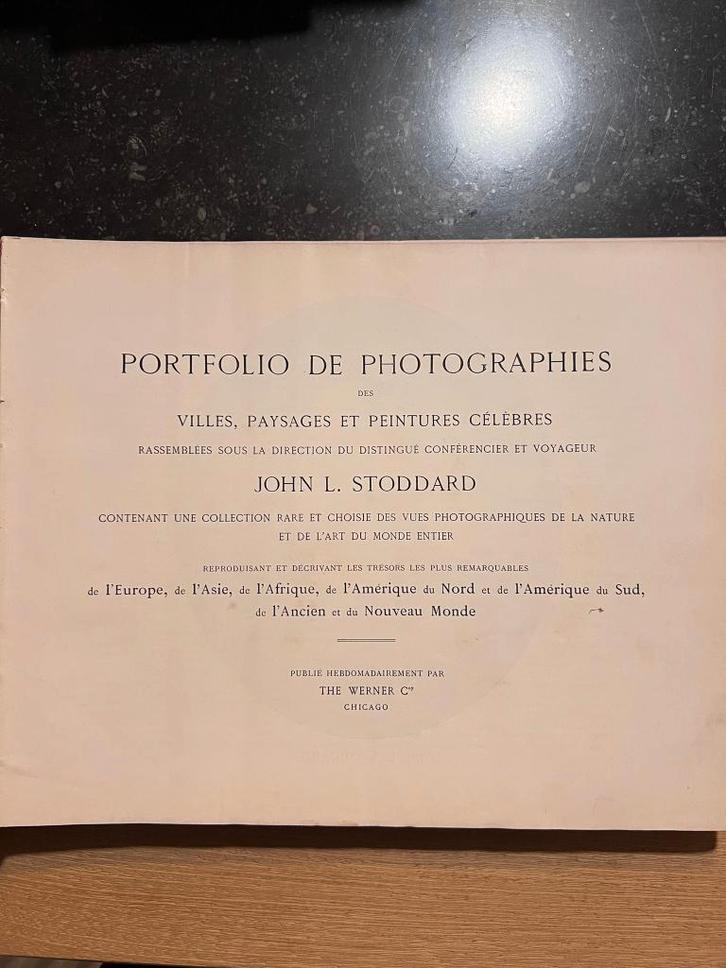 PORTFOLIO DE PHOTOGRAPHIES
DES
VILLES, PAYSAGES ET PEINTURES CÉLÈBRES
RASSEMBLÉES SOUS LA DIRECTION DU DISTINGUÉ CONFÉRENCIER ET VOYAGEUR
JOHN L. STODDARD
CONTENANT UNE COLLECTION RARE ET CHOISIE DES VUES PHOTOGRAPHIQUES DE LA NATURE
ET DE L'ART DU MONDE ENTIER
REPRODUISANT ET DÉCRIVANT LES TRÉSORS LES PLUS REMARQUABLES
de l'Europe, de l'Asie, de l'Afrique, de l'Amérique du Nord et de l'Amérique du Sud,
de l'Ancien et du Nouveau Monde
PUBLIÉ HEBDOMADAIREMENT PAR
THE WERNER Coy
CHICAGO